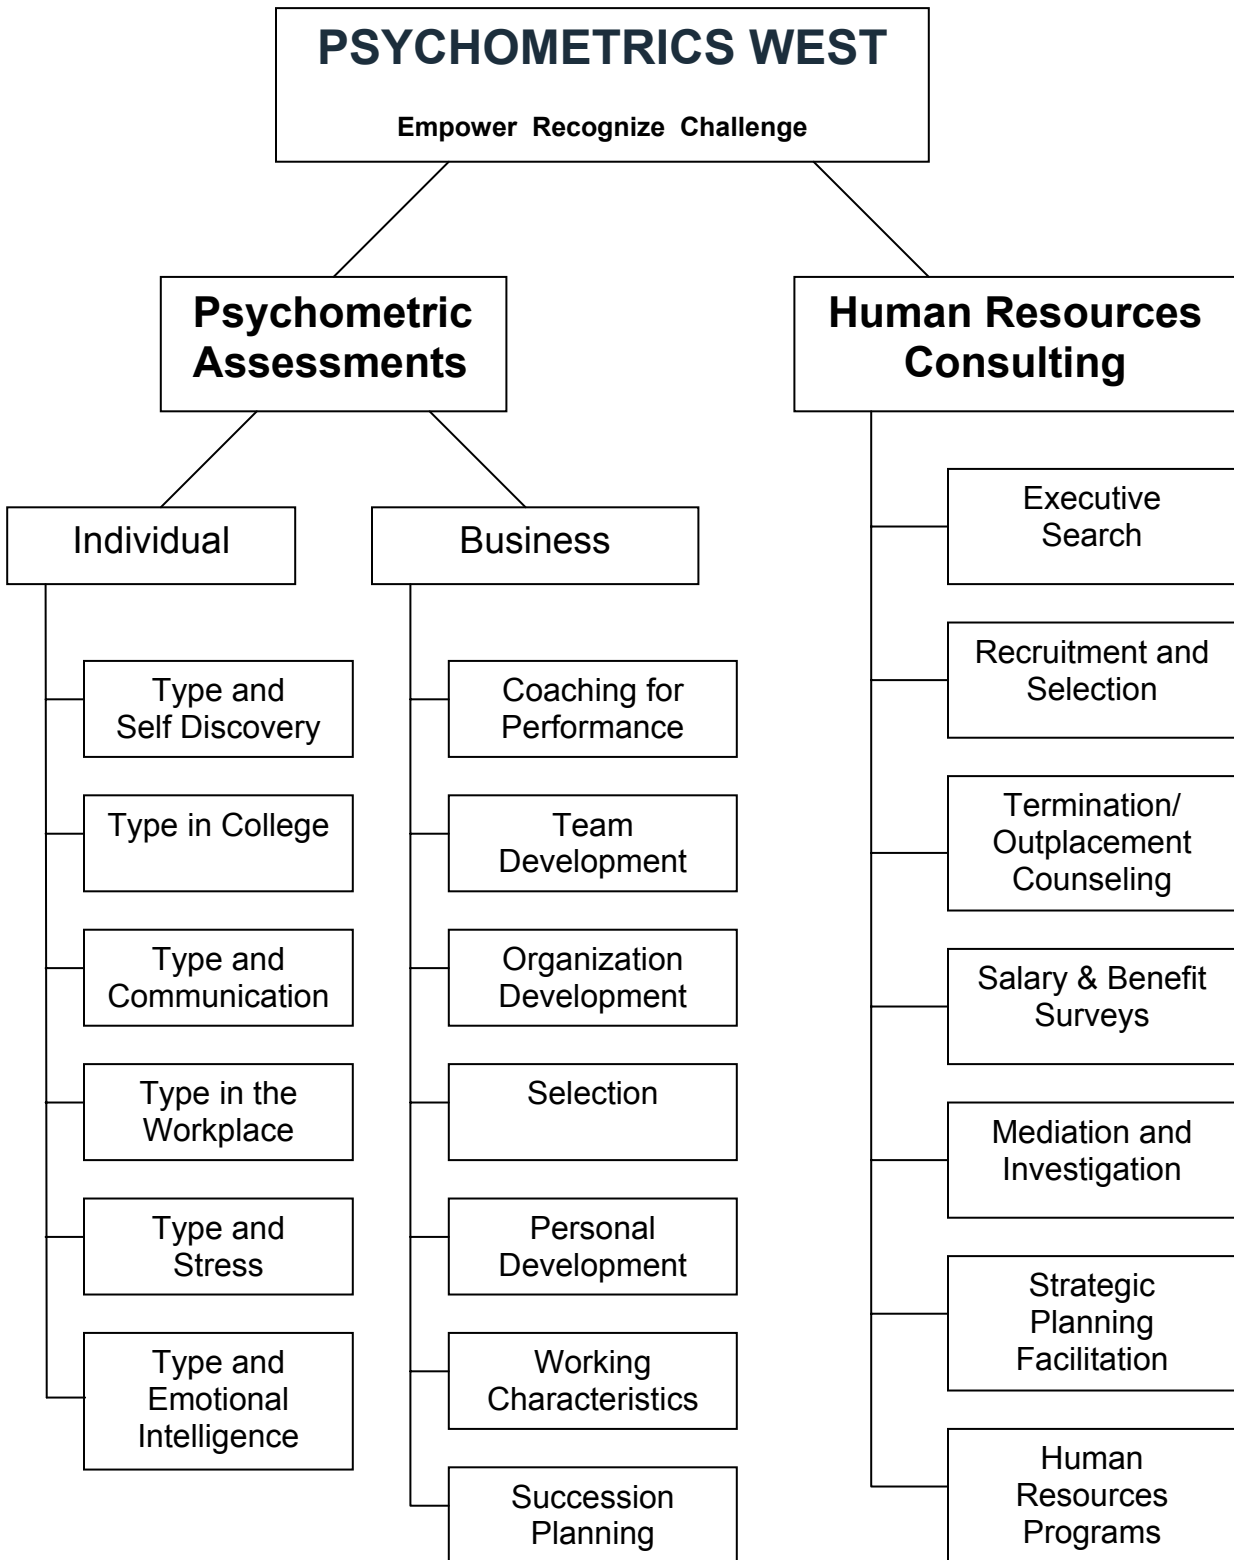 PSYCHOMETRICS WEST
Empower Recognize Challenge
Psychometric
Assessments
Human Resources
Consulting
Individual
Business
Type and
Self Discovery
Type in College
Type and
Communication
Type in the
Workplace
Type and
Stress
Type and
Emotional
Intelligence
Coaching for
Performance
Team
Development
Organization
Development
Selection
Personal
Development
Working
Characteristics
Succession
Planning
Executive
Search
Recruitment and
Selection
Termination/
Outplacement
Counseling
Salary & Benefit
Surveys
Mediation and
Investigation
Strategic
Planning
Facilitation
Human
Resources
Programs